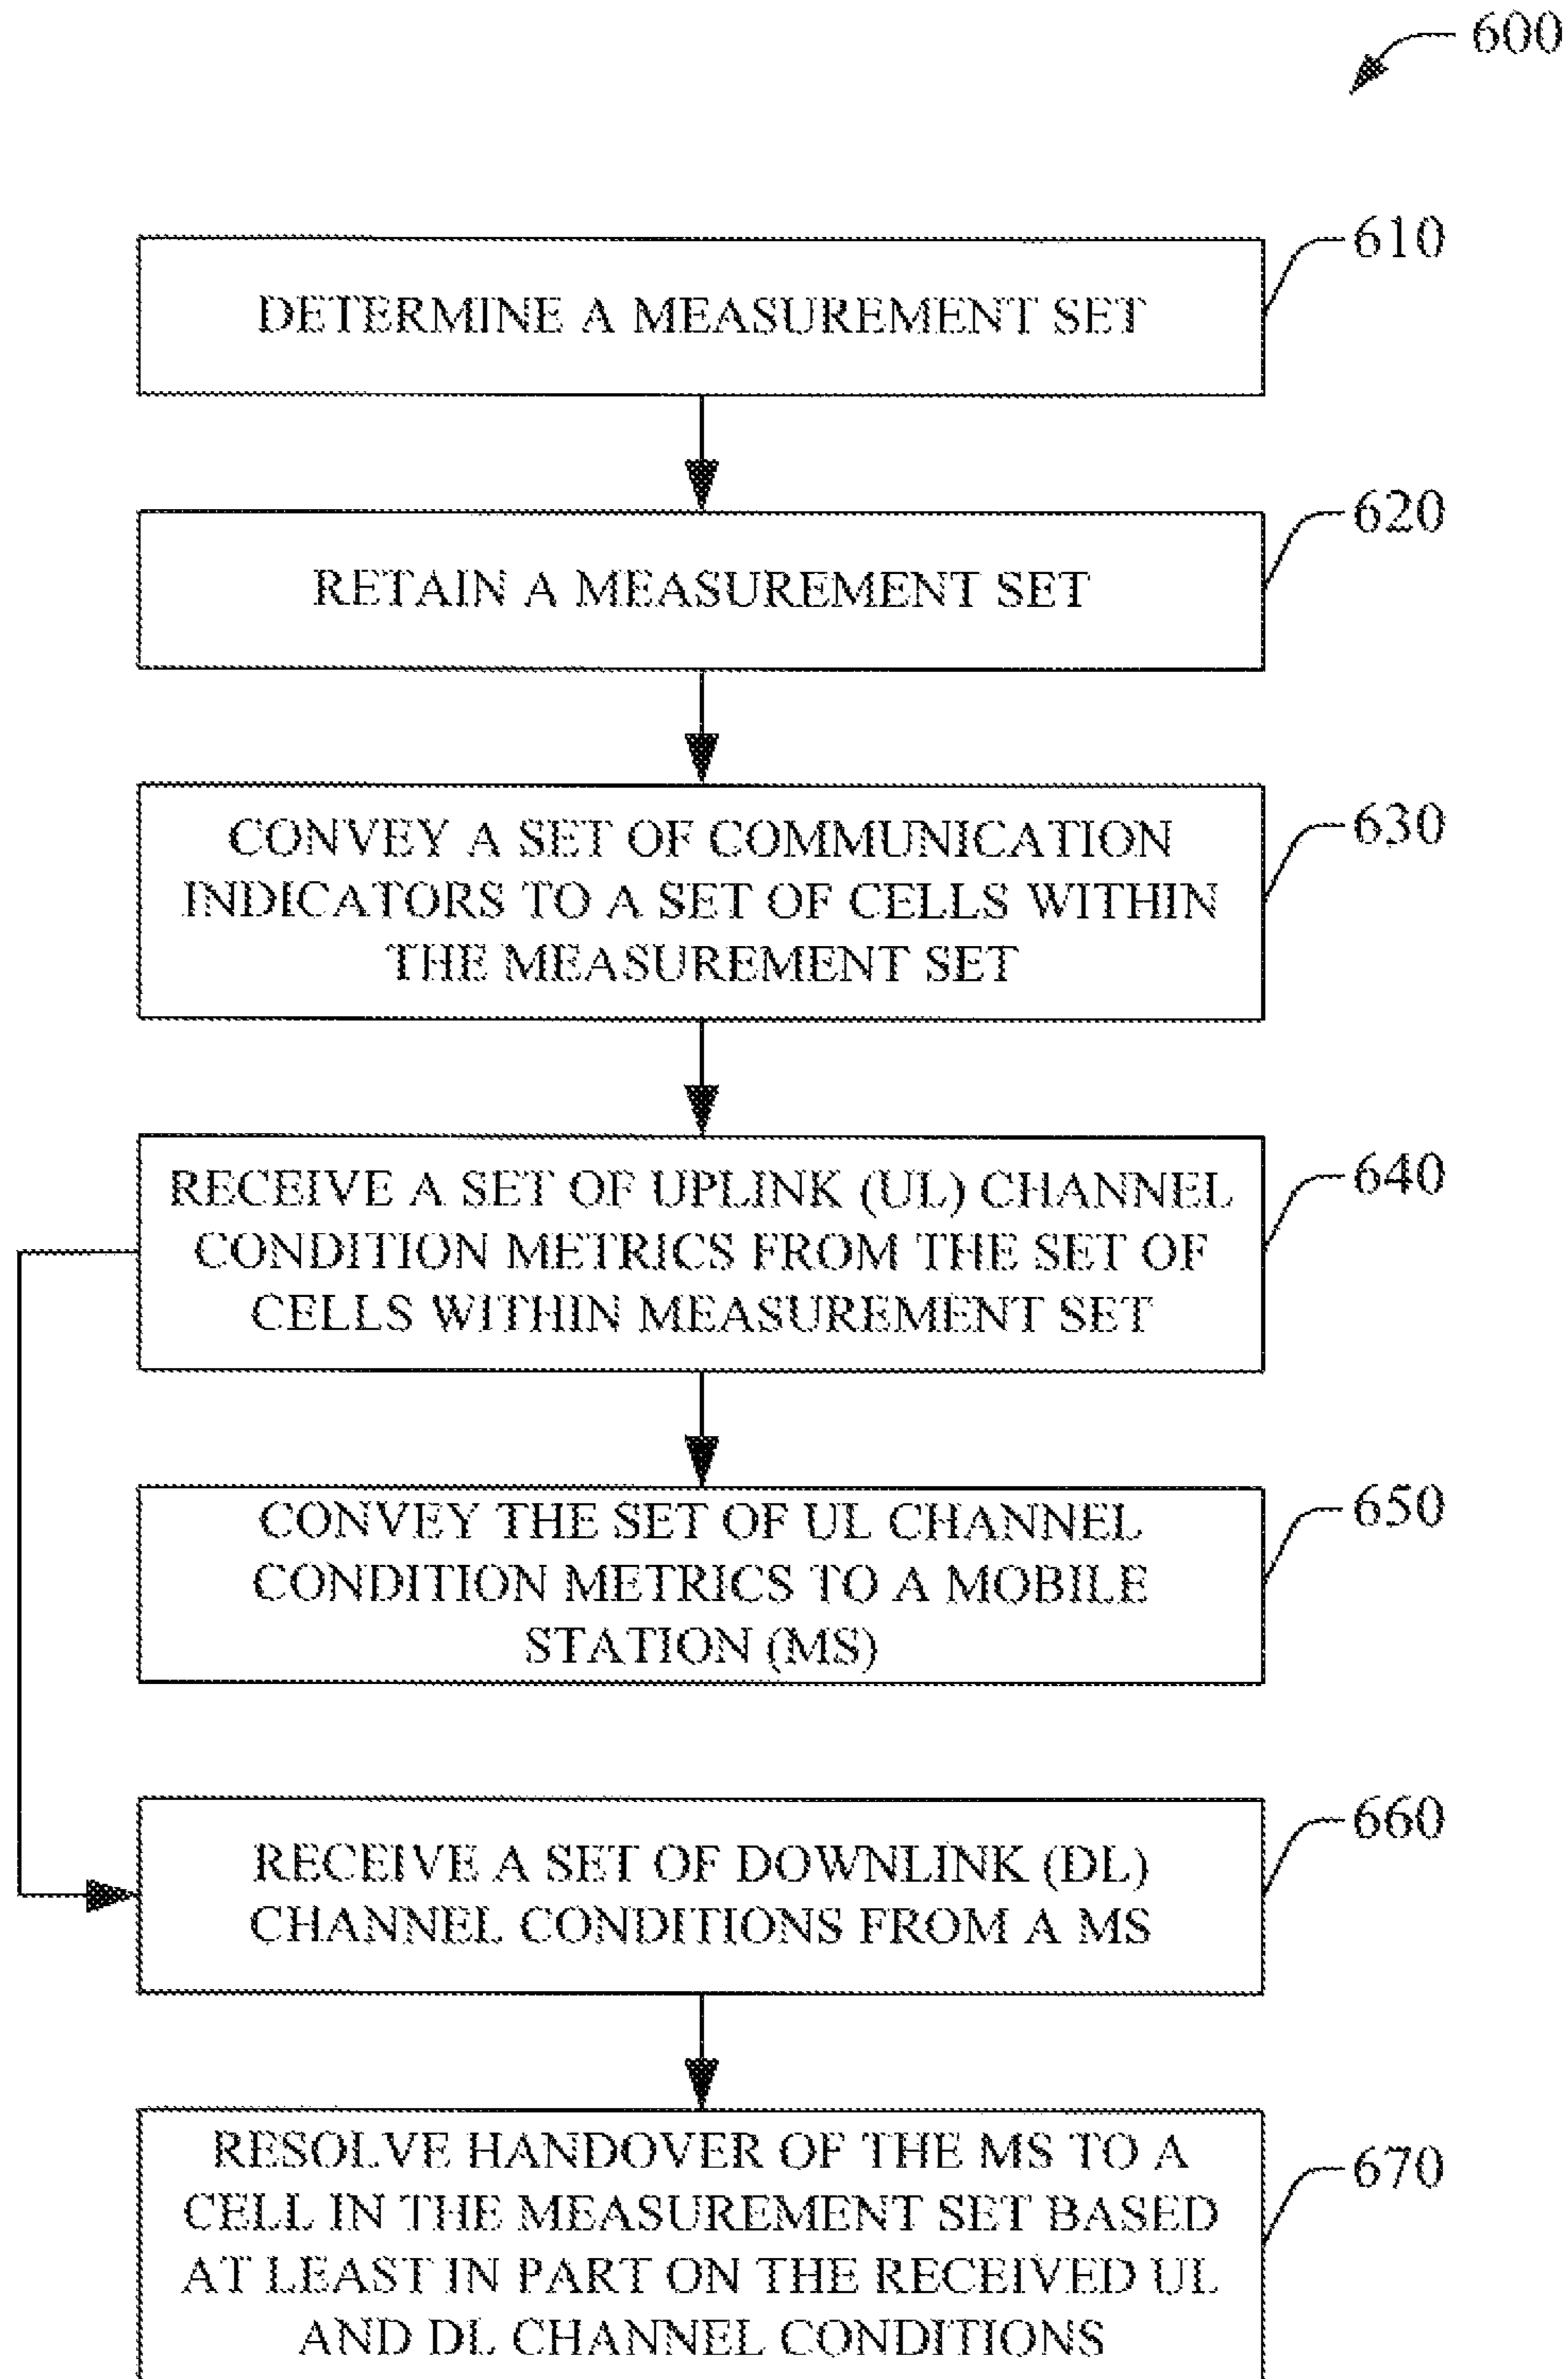 600
610
DETERMINE A MEASUREMENT SET
620
RETAIN A MEASUREMENT SET
630
CONVEY A SET OF COMMUNICATION
INDICATORS TO A SET OF CELLS WITHIN
THE MEASUREMENT SET
640
RECEIVE A SET OF UPLINK (UL) CHANNEL
CONDITION METRICS FROM THE SET OF
CELLS WITHIN MEASUREMENT SET
650
CONVEY THE SET OF UL CHANNEL
CONDITION METRICS TO A MOBILE
STATION (MS)
660
RECEIVE A SET OF DOWNLINK (DL)
CHANNEL CONDITIONS FROM A MS
670
RESOLVE HANDOVER OF THE MS TO A
CELL IN THE MEASUREMENT SET BASED
AT LEAST IN PART ON THE RECEIVED UL
AND DL CHANNEL CONDITIONS